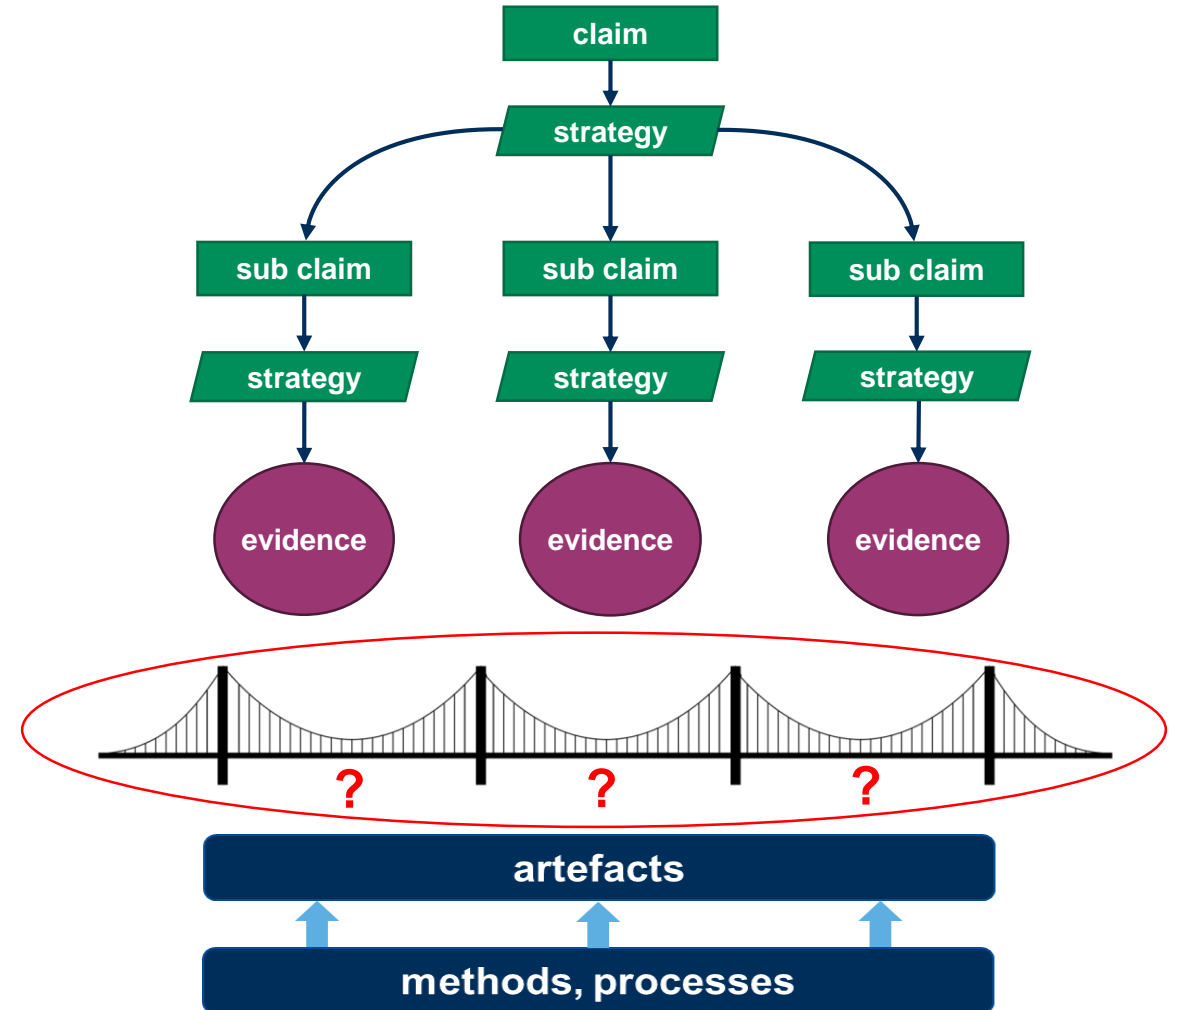 claim
strategy
sub claim
sub claim
sub claim
strategy
strategy
strategy
evidence
evidence
evidence
?
?
?
artefacts
methods, processes